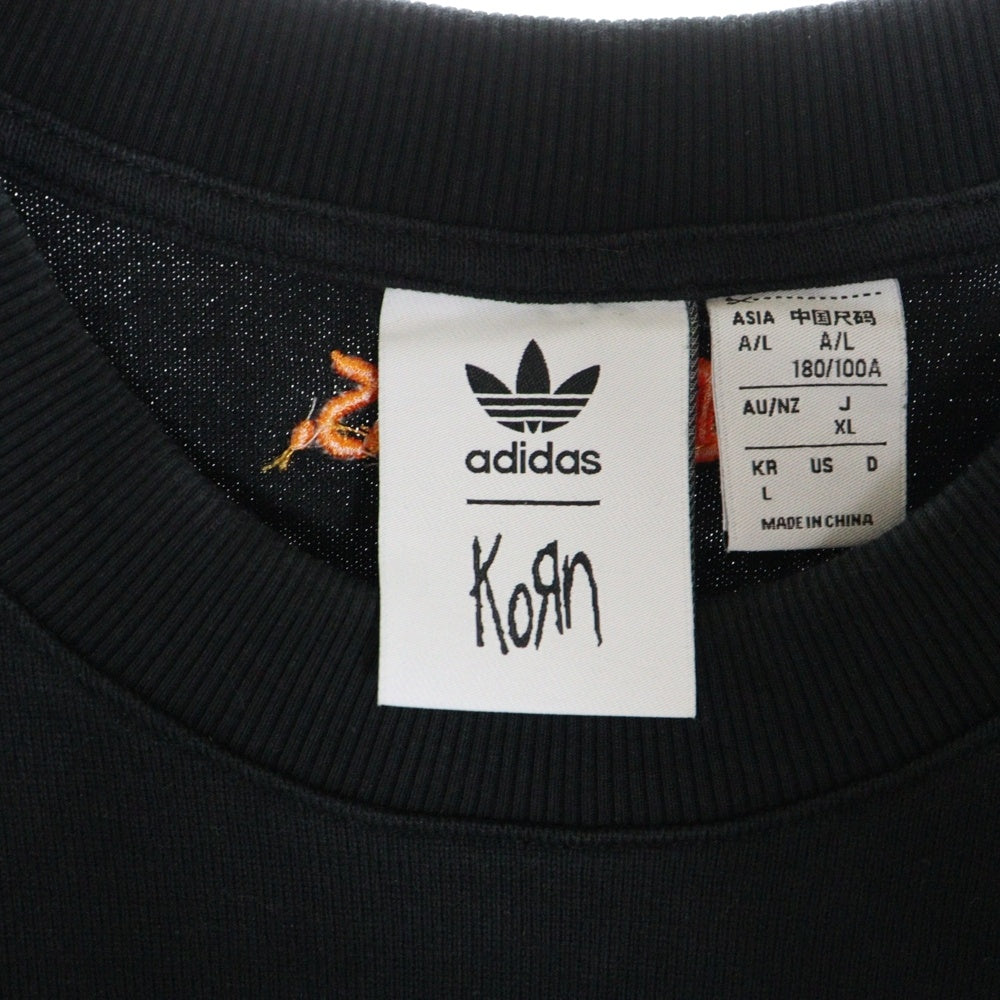 adidas
KoЯn
ASIA 中国尺码
A/L A/L
180/100A
AU/NZ J
XL
KR US D
L
MADE IN CHINA